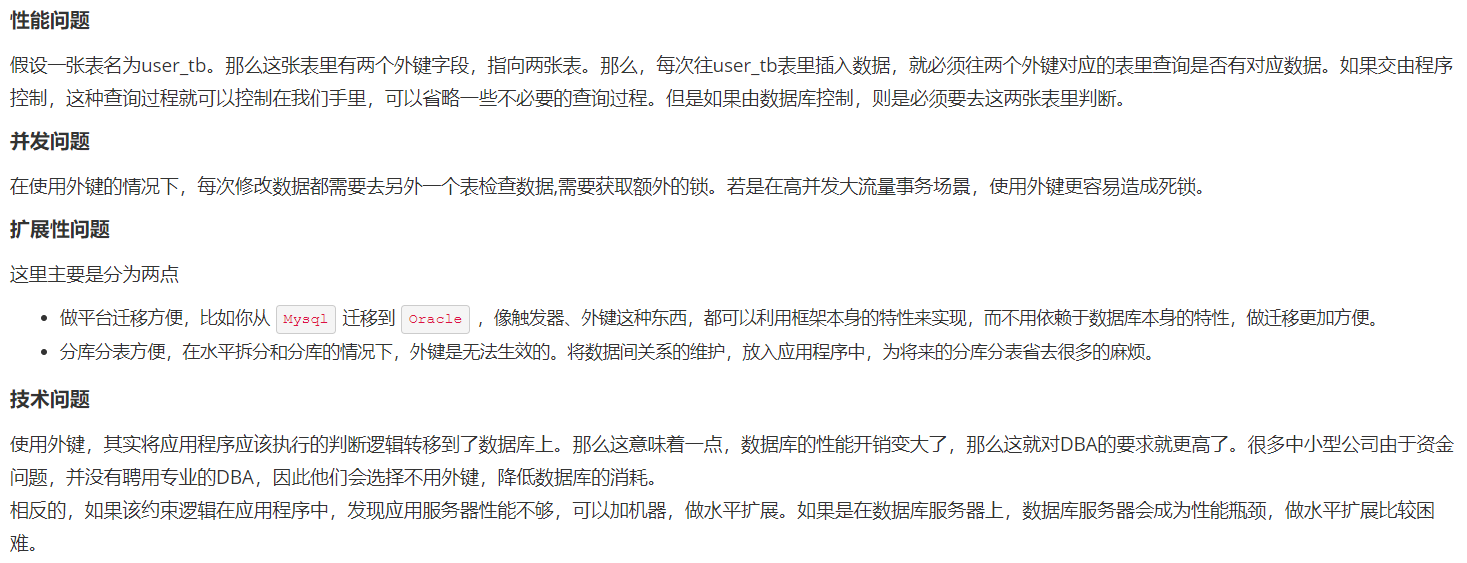 性能问题
假设一张表名为user_tb。那么这张表里有两个外键字段，指向两张表。那么，每次往user_tb表里插入数据，就必须往两个外键对应的表里查询是否有对应数据。如果交由程序
控制，这种查询过程就可以控制在我们手里，可以省略一些不必要的查询过程。但是如果由数据库控制，则是必须要去这两张表里判断。
并发问题
在使用外键的情况下，每次修改数据都需要去另外一个表检查数据,需要获取额外的锁。若是在高并发大流量事务场景，使用外键更容易造成死锁。
扩展性问题
这里主要是分为两点
• 做平台迁移方便，比如你从 Mysql 迁移到 Oracle ，像触发器、外键这种东西，都可以利用框架本身的特性来实现，而不用依赖于数据库本身的特性，做迁移更加方便。
• 分库分表方便，在水平拆分和分库的情况下，外键是无法生效的。将数据间关系的维护，放入应用程序中，为将来的分库分表省去很多的麻烦。
技术问题
使用外键，其实将应用程序应该执行的判断逻辑转移到了数据库上。那么这意味着一点，数据库的性能开销变大了，那么这就对DBA的要求就更高了。很多中小型公司由于资金
问题，并没有聘用专业的DBA，因此他们会选择不用外键，降低数据库的消耗。
相反的，如果该约束逻辑在应用程序中，发现应用服务器性能不够，可以加机器，做水平扩展。如果是在数据库服务器上，数据库服务器会成为性能瓶颈，做水平扩展比较困
难。